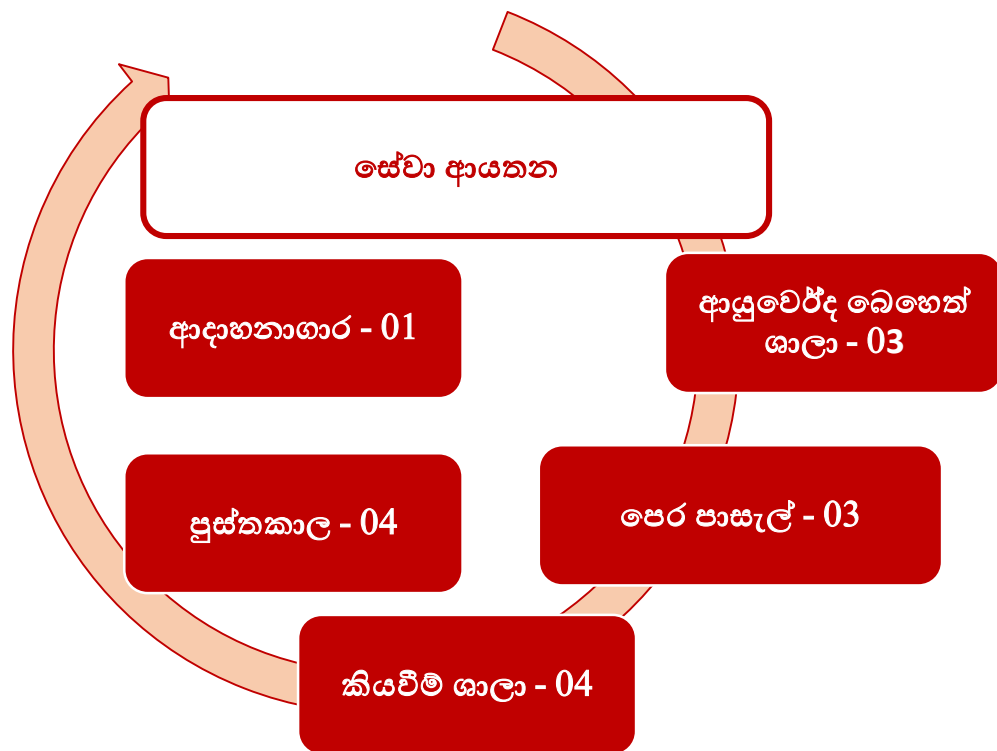 සේවා ආයතන
ආයුවෙර්ද බෙහෙත්
ශාලා - 03
පෙර පාසැල් - 03
කියවීම් ශාලා - 04
පුස්තකාල - 04
ආදාහනාගාර - 01